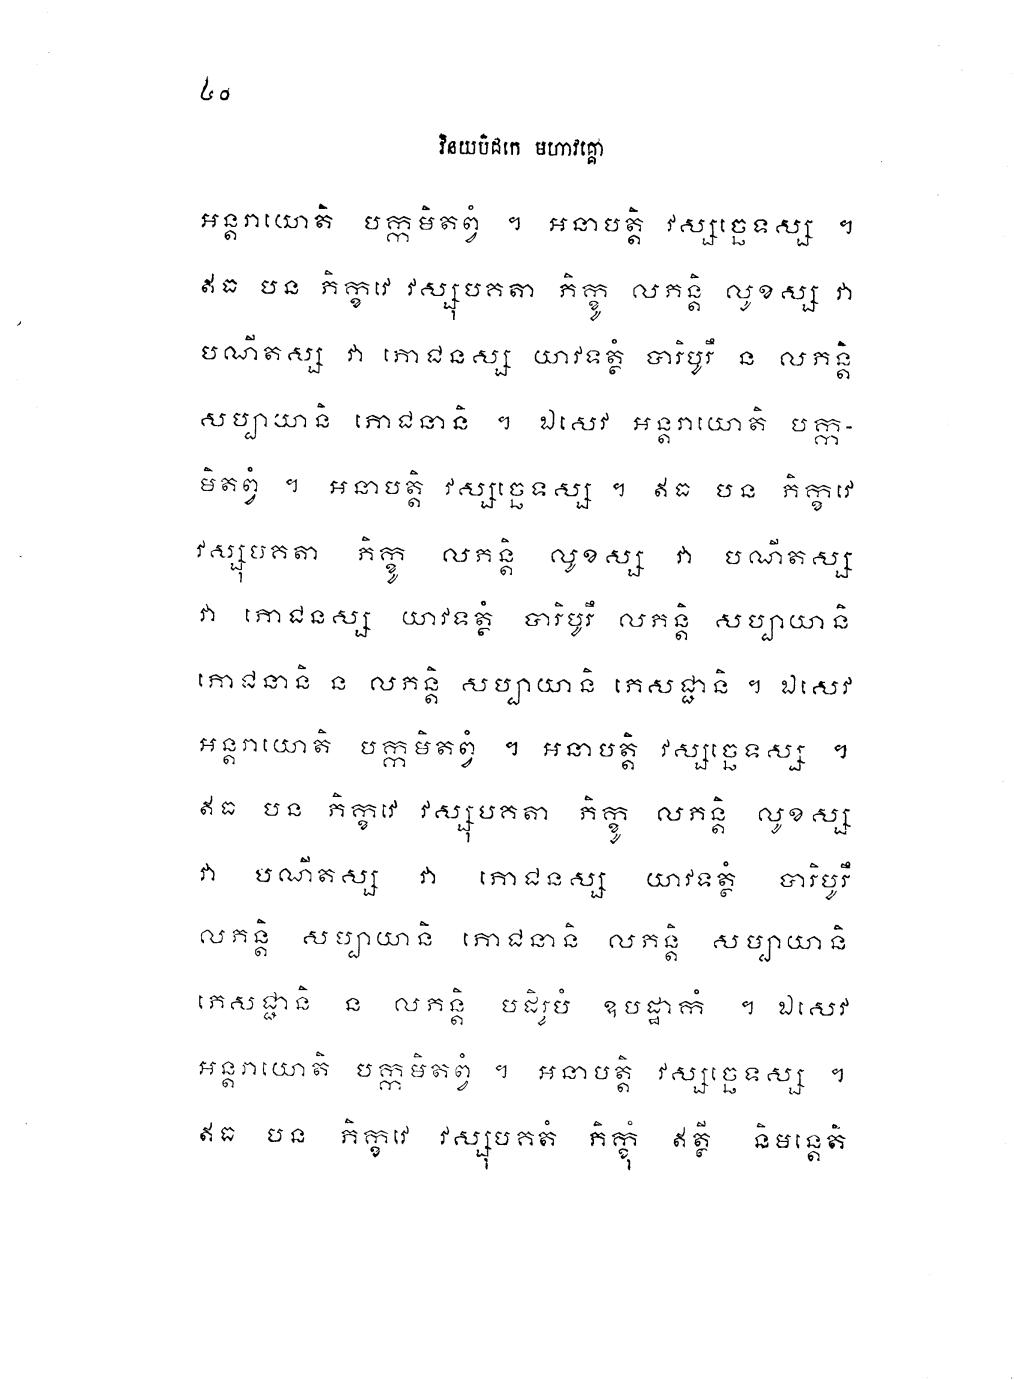 ៤០
វិនយបិដកេ មហាវគ្គោ
អន្តរាយោតិ បក្កមិតព្វំ ។ អនាបត្តិ វស្សច្ឆេទស្ស ។
ឥធ បន ភិក្ខវេ វស្សុបគតា ភិក្ខូ លភន្តិ លូខស្ស វា
បណីតស្ស វា ភោជនស្ស យាវទត្ថំ បារិបូរឹ ន លភន្តិ
សប្បាយានិ ភោជនានិ ។ ឯសេវ អន្តរាយោតិ បក្ក-
មិតព្វំ ។ អនាបត្តិ វស្សច្ឆេទស្ស ។ ឥធ បន ភិក្ខវេ
វស្សុបគតា ភិក្ខូ លភន្តិ លូខស្ស វា បណីតស្ស
វា ភោជនស្ស យាវទត្ថំ បារិបូរឹ លភន្តិ សប្បាយានិ
ភោជនានិ ន លភន្តិ សប្បាយានិ ភេសជ្ជានិ ។ ឯសេវ
អន្តរាយោតិ បក្កមិតព្វំ ។ អនាបត្តិ វស្សច្ឆេទស្ស ។
ឥធ បន ភិក្ខវេ វស្សុបគតា ភិក្ខូ លភន្តិ លូខស្ស
វា បណីតស្ស វា ភោជនស្ស យាវទត្ថំ បារិបូរឹ
លភន្តិ សប្បាយានិ ភោជនានិ លភន្តិ សប្បាយានិ
ភេសជ្ជានិ ន លភន្តិ បដិរូបំ ឧបដ្ឋាកំ ។ ឯសេវ
អន្តរាយោតិ បក្កមិតព្វំ ។ អនាបត្តិ វស្សច្ឆេទស្ស ។
ឥធ បន ភិក្ខវេ វស្សុបគតំ ភិក្ខុំ ឥត្ថី និមន្តេតិ